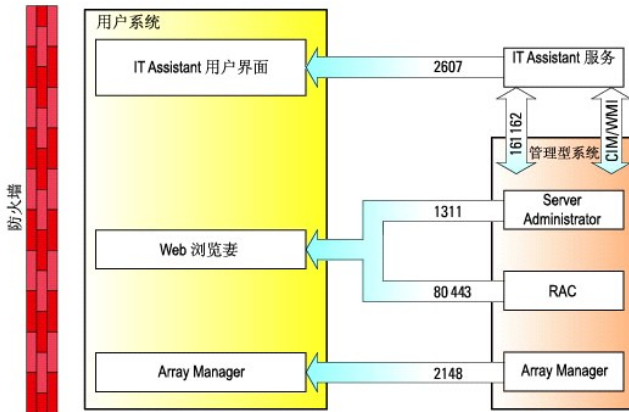 用户系统
IT Assistant 用户界面
2607
IT Assistant 服务
161 162
CIM/WMI
管理型系统
防火墙
1311
Server
Administrator
Web 浏览妻
80 443
RAC
Array Manager
2148
Array Manager